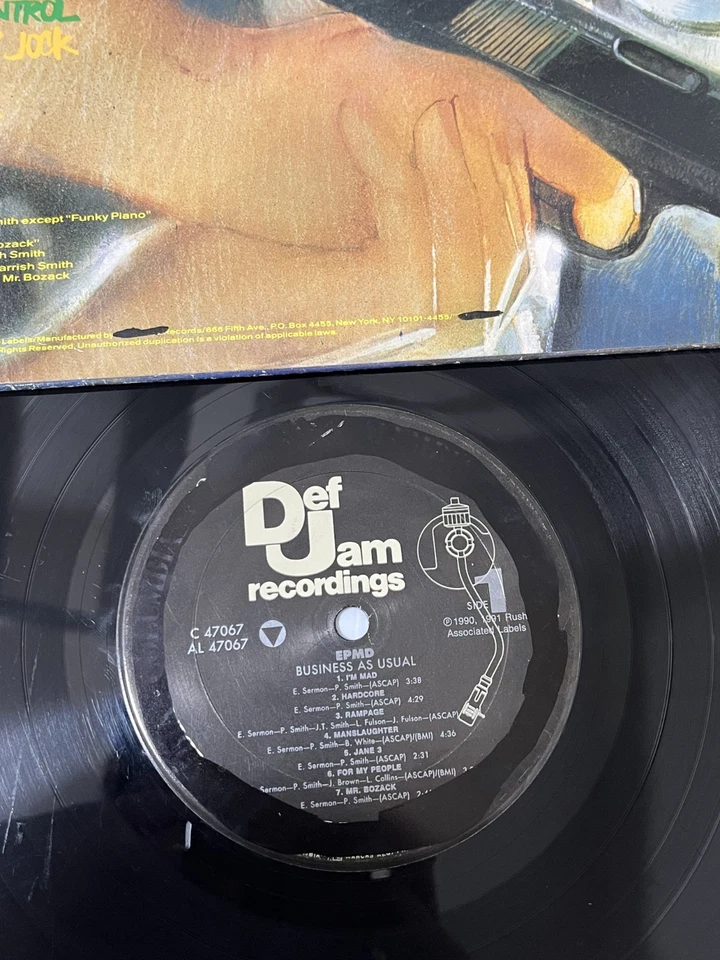 NTROL
JOCK
mith except "Funky Piano"
ozack"
h Smith
arrish Smith
Mr. Bozack
Labels/Manufactured by ecords/666 Fifth Ave., P.O. Box 4455, New York, NY 10101-4455/
Rights Reserved. Unauthorized duplication is a violation of applicable laws.
Def
Jam
recordings
C 47067
AL 47067
SIDE 1
℗ 1990, 1991 Rush
Associated Labels
EPMD
BUSINESS AS USUAL
1. I'M MAD
E. Sermon—P. Smith—(ASCAP) 3:38
2. HARDCORE
E. Sermon—P. Smith—(ASCAP) 4:29
3. RAMPAGE
E. Sermon—P. Smith—J.T. Smith—L. Fulson—J. Fulson—(ASCAP)
4. MANSLAUGHTER
E. Sermon—P. Smith—B. White—(ASCAP)/(BMI) 4:36
5. JANE 3
E. Sermon—P. Smith—(ASCAP) 2:31
6. FOR MY PEOPLE
Sermon—P. Smith—J. Brown—L. Collins—(ASCAP)/(BMI)
7. MR. BOZACK
E. Sermon—P. Smith—(ASCAP)